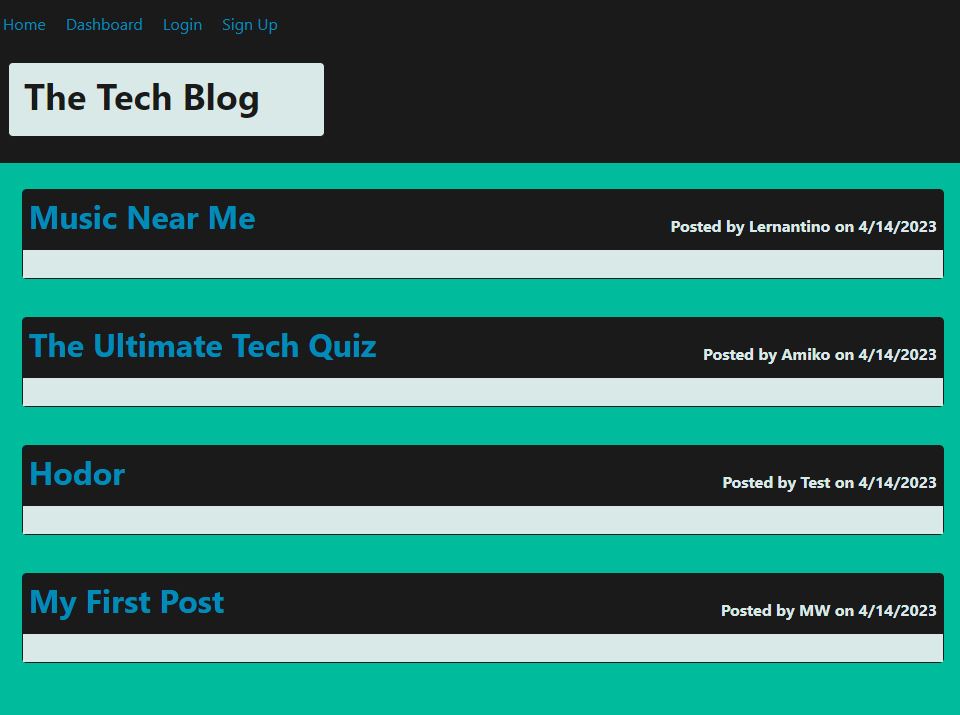 Home Dashboard Login Sign Up
The Tech Blog
Music Near Me
Posted by Lernantino on 4/14/2023
The Ultimate Tech Quiz
Posted by Amiko on 4/14/2023
Hodor
Posted by Test on 4/14/2023
My First Post
Posted by MW on 4/14/2023